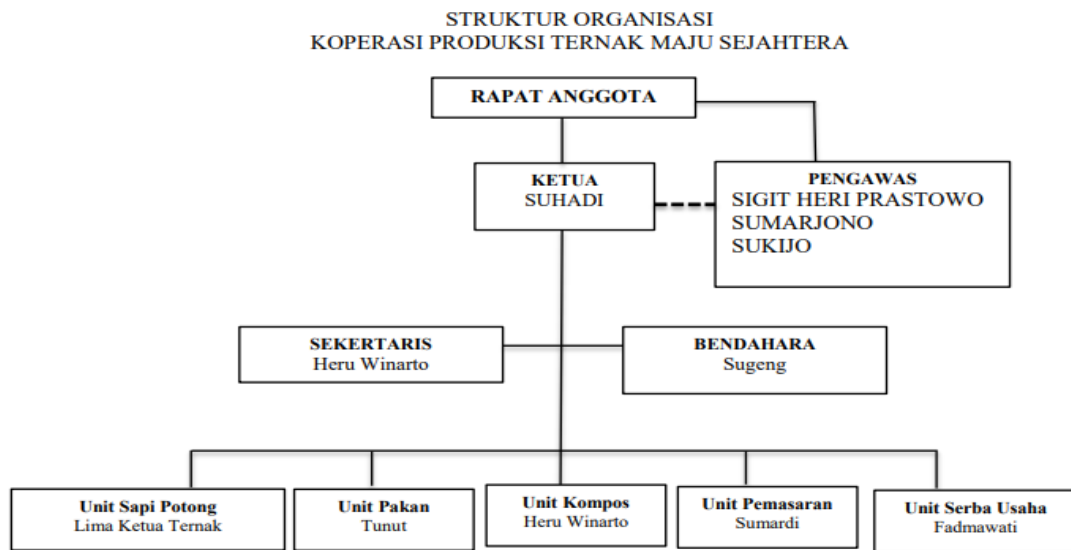 STRUKTUR ORGANISASI
KOPERASI PRODUKSI TERNAK MAJU SEJAHTERA
RAPAT ANGGOTA
KETUA
SUHADI
PENGAWAS
SIGIT HERI PRASTOWO
SUMARJONO
SUKIJO
SEKERTARIS
Heru Winarto
BENDAHARA
Sugeng
Unit Sapi Potong
Lima Ketua Ternak
Unit Pakan
Tunut
Unit Kompos
Heru Winarto
Unit Pemasaran
Sumardi
Unit Serba Usaha
Fadmawati